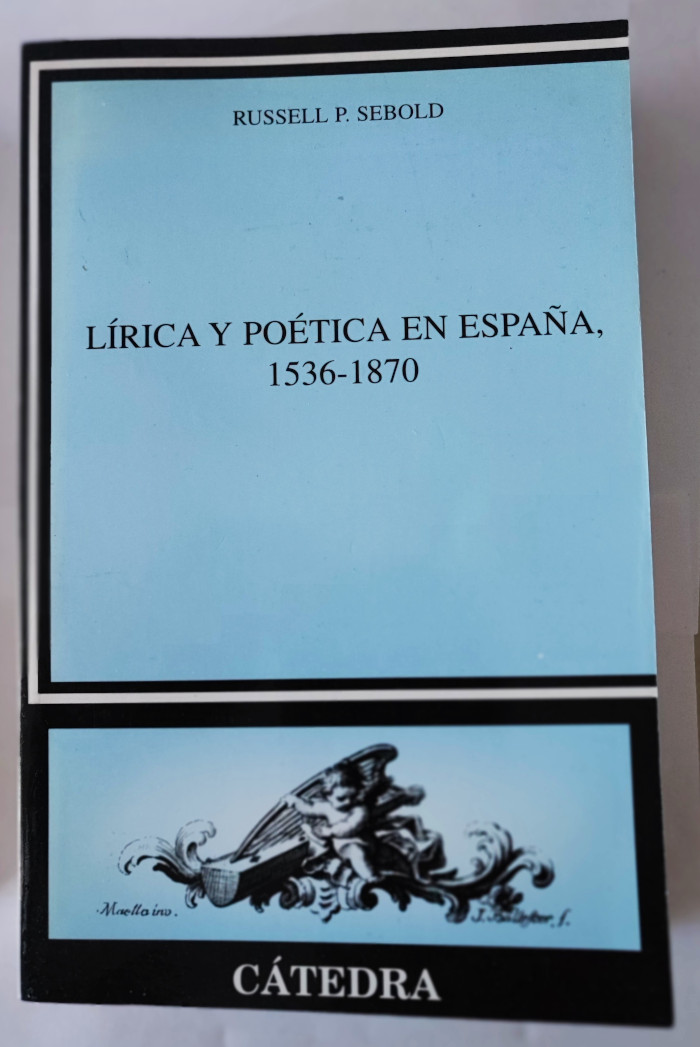 RUSSELL P. SEBOLD
LÍRICA Y POÉTICA EN ESPAÑA,
1536-1870
Maella inv.
J. Ballester f.
CÁTEDRA